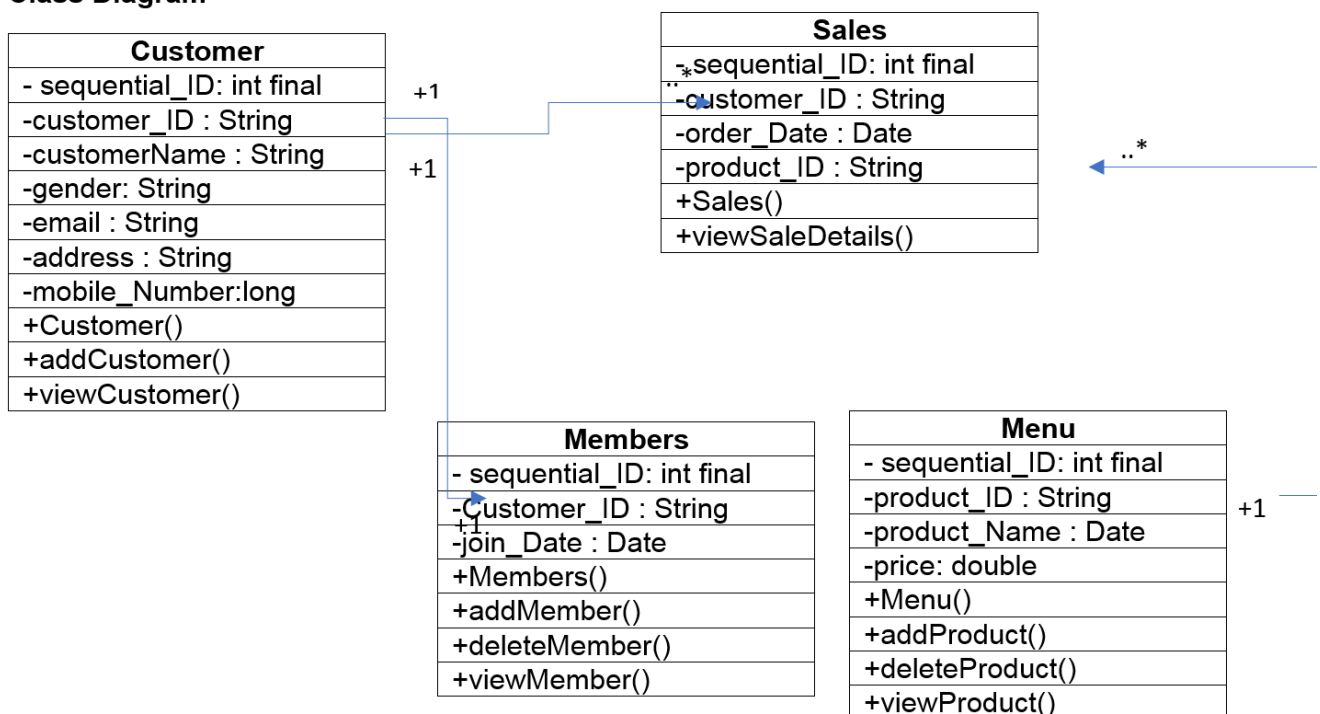 Class Diagram
Customer
- sequential_ID: int final
-customer_ID : String
-customerName : String
-gender: String
-email : String
-address : String
-mobile_Number:long
+Customer()
+addCustomer()
+viewCustomer()
+1
+1
Sales
- sequential_ID: int final
..*
-customer_ID : String
-order_Date : Date
-product_ID : String
+Sales()
+viewSaleDetails()
..*
Members
- sequential_ID: int final
-Customer_ID : String
+1
-join_Date : Date
+Members()
+addMember()
+deleteMember()
+viewMember()
Menu
- sequential_ID: int final
-product_ID : String
-product_Name : Date
-price: double
+Menu()
+addProduct()
+deleteProduct()
+viewProduct()
+1